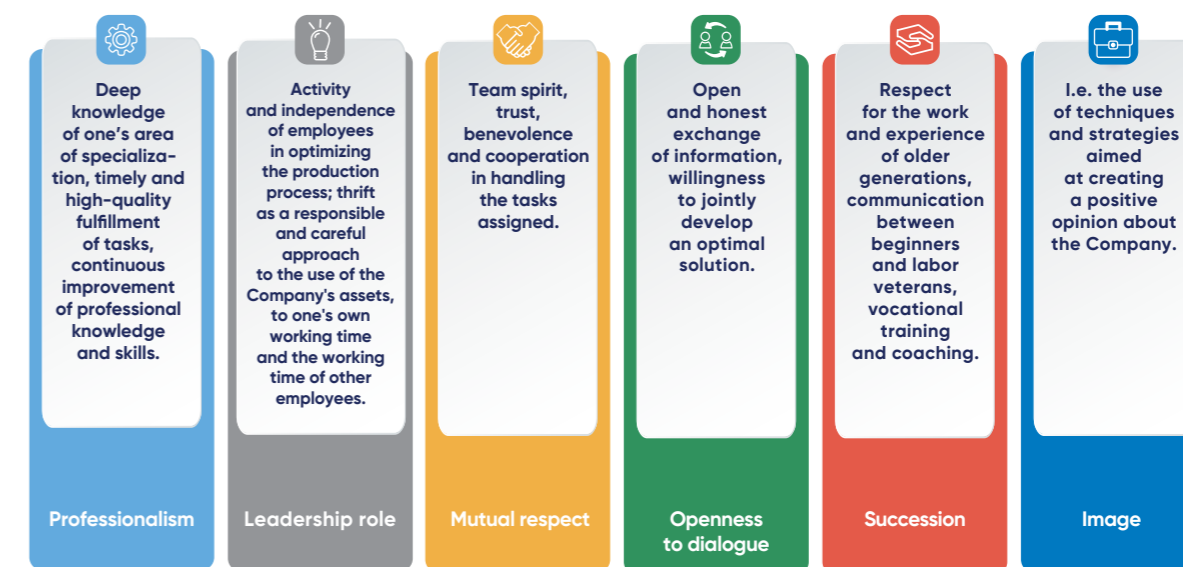 Deep
knowledge
of one’s area
of specializa-
tion, timely and
high-quality
fulfillment
of tasks,
continuous
improvement
of professional
knowledge
and skills.
Professionalism
Activity
and independence
of employees
in optimizing
the production
process; thrift
as a responsible
and careful
approach
to the use of the
Company's assets,
to one's own
working time
and the working
time of other
employees.
Leadership role
Team spirit,
trust,
benevolence
and cooperation
in handling
the tasks
assigned.
Mutual respect
Open
and honest
exchange
of information,
willingness
to jointly
develop
an optimal
solution.
Openness
to dialogue
Respect
for the work
and experience
of older
generations,
communication
between
beginners
and labor
veterans,
vocational
training
and coaching.
Succession
I.e. the use
of techniques
and strategies
aimed
at creating
a positive
opinion about
the Company.
Image